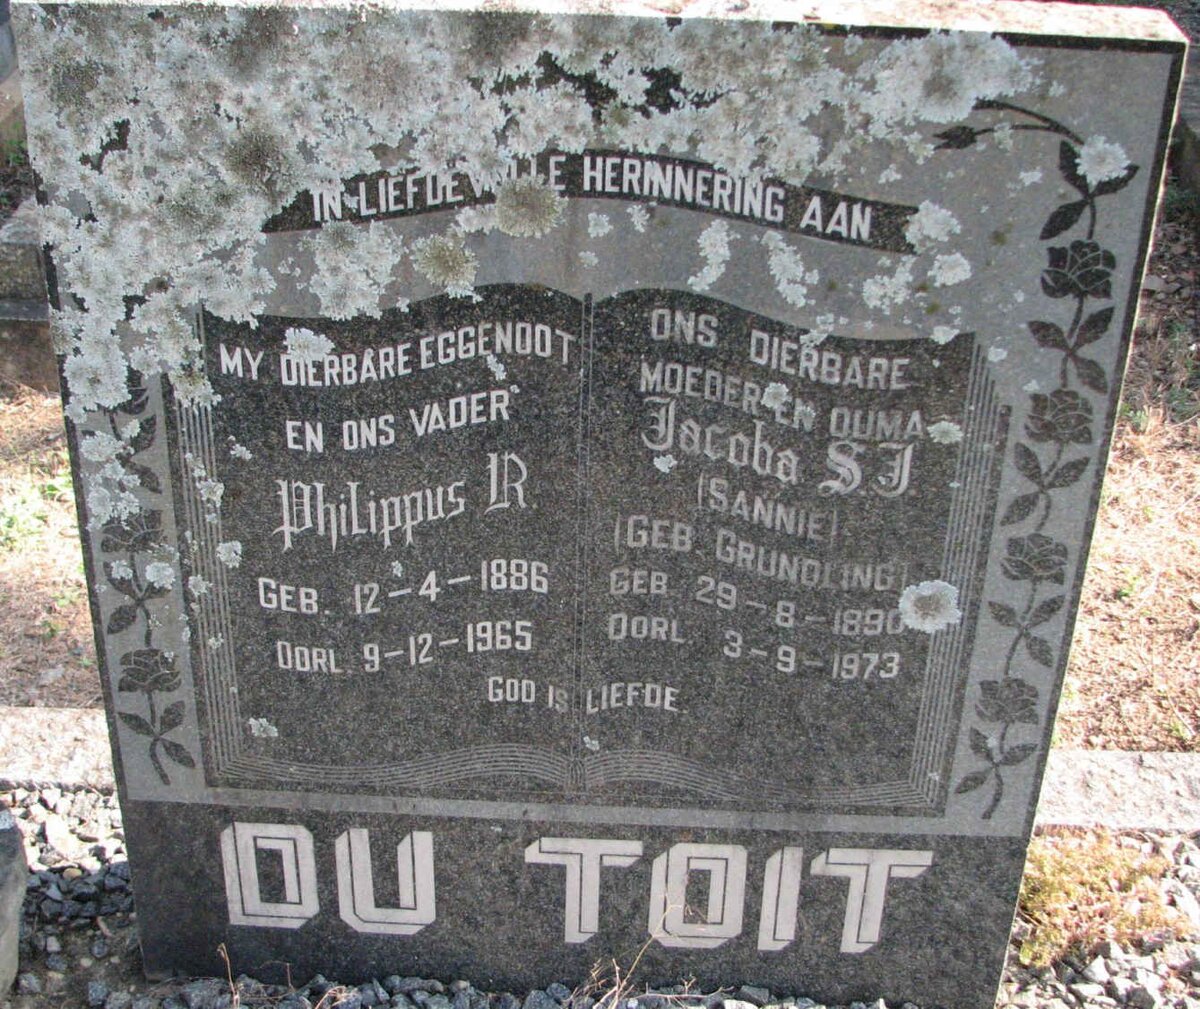 IN LIEFDEVOLLE HERINNERING AAN
MY DIERBARE EGGENOOT
EN ONS VADER
Philippus R.
GEB. 12-4-1886
OORL 9-12-1965
ONS DIERBARE
MOEDER EN OUMA
Jacoba S.J.
(SANNIE)
(GEB. GRUNDLING)
GEB. 29-8-1890
OORL. 3-9-1973
GOD IS LIEFDE.
DU TOIT